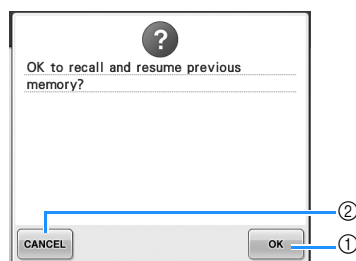 ?
OK to recall and resume previous
memory?
②
CANCEL
OK
①